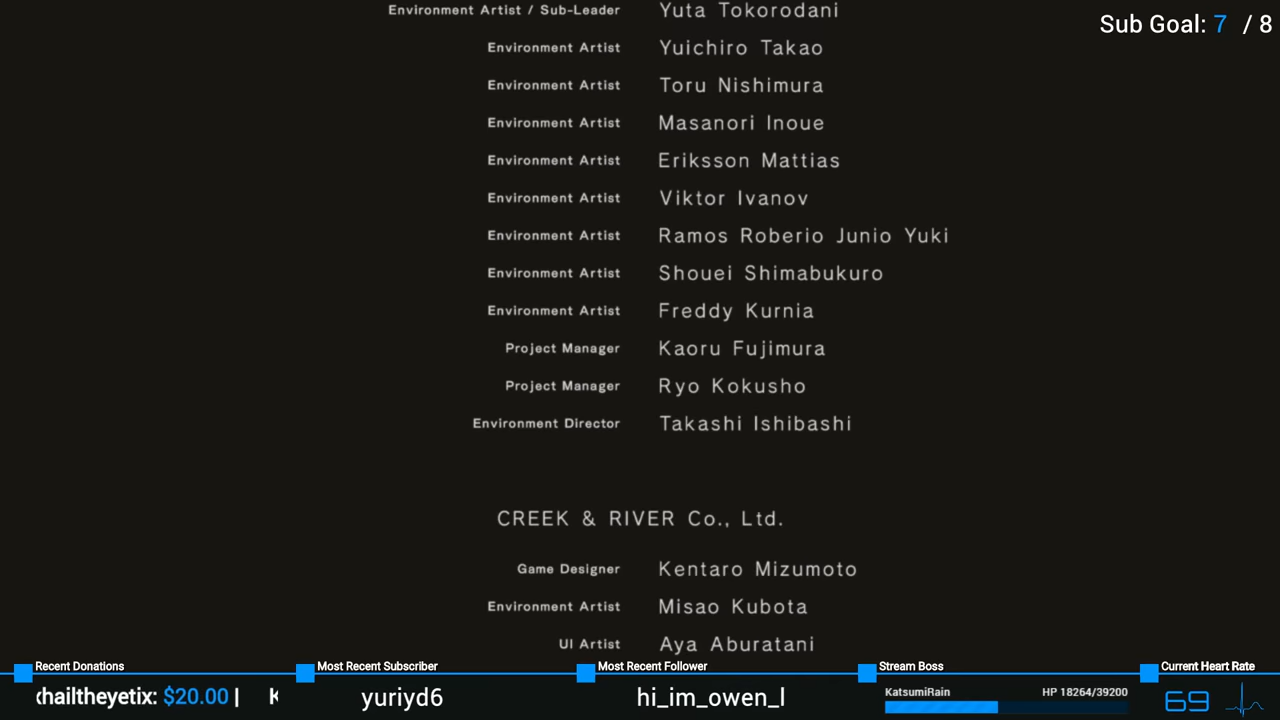 Environment Artist / Sub-Leader Yuta Tokorodani
Sub Goal: 7 / 8
Environment Artist Yuichiro Takao
Environment Artist Toru Nishimura
Environment Artist Masanori Inoue
Environment Artist Eriksson Mattias
Environment Artist Viktor Ivanov
Environment Artist Ramos Roberio Junio Yuki
Environment Artist Shouei Shimabukuro
Environment Artist Freddy Kurnia
Project Manager Kaoru Fujimura
Project Manager Ryo Kokusho
Environment Director Takashi Ishibashi
CREEK & RIVER Co., Ltd.
Game Designer Kentaro Mizumoto
Environment Artist Misao Kubota
UI Artist Aya Aburatani
Recent Donations
hailtheyetix: $20.00 |
Most Recent Subscriber
yuriyd6
Most Recent Follower
hi_im_owen_l
Stream Boss
KatsumiRain HP 18264/39200
Current Heart Rate
69